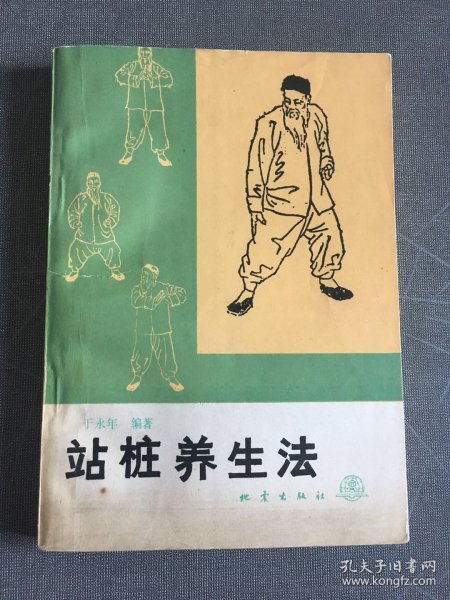 于永年 编著
站桩养生法
地震出版社
孔夫子旧书网
www.kongfz.com